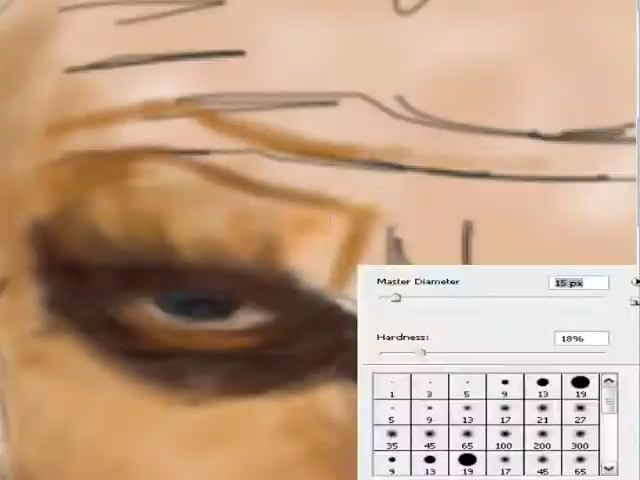 Master Diameter 15 px
Hardness: 18%
1 3 5 9 13 19
5 9 13 17 21 27
35 45 65 100 200 300
9 13 19 17 45 65